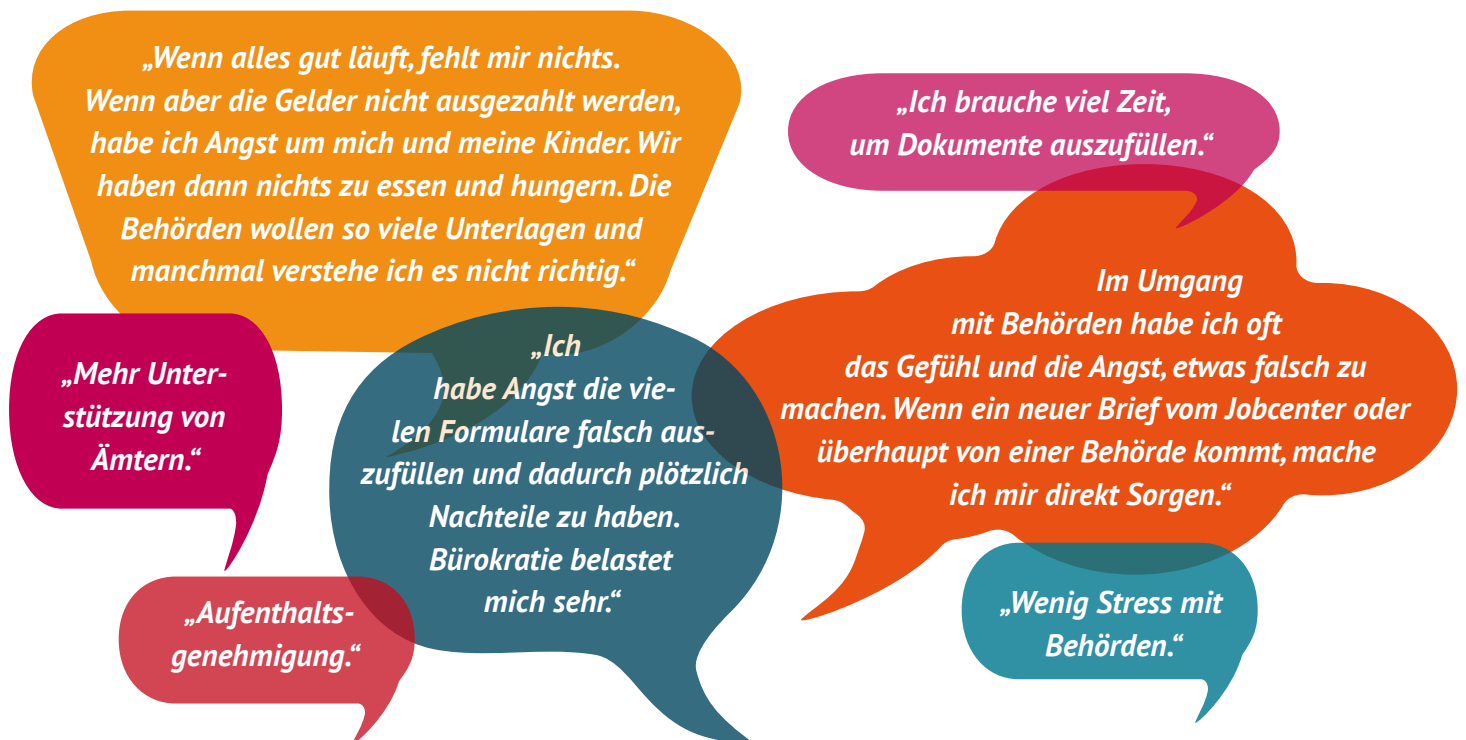 „Wenn alles gut läuft, fehlt mir nichts.
Wenn aber die Gelder nicht ausgezahlt werden,
habe ich Angst um mich und meine Kinder. Wir
haben dann nichts zu essen und hungern. Die
Behörden wollen so viele Unterlagen und
manchmal verstehe ich es nicht richtig.“
„Ich brauche viel Zeit,
um Dokumente auszufüllen.“
Im Umgang
mit Behörden habe ich oft
das Gefühl und die Angst, etwas falsch zu
machen. Wenn ein neuer Brief vom Jobcenter oder
überhaupt von einer Behörde kommt, mache
ich mir direkt Sorgen.“
„Mehr Unter-
stützung von
Ämtern.“
„Ich
habe Angst die vie-
len Formulare falsch aus-
zufüllen und dadurch plötzlich
Nachteile zu haben.
Bürokratie belastet
mich sehr.“
„Aufenthalts-
genehmigung.“
„Wenig Stress mit
Behörden.“